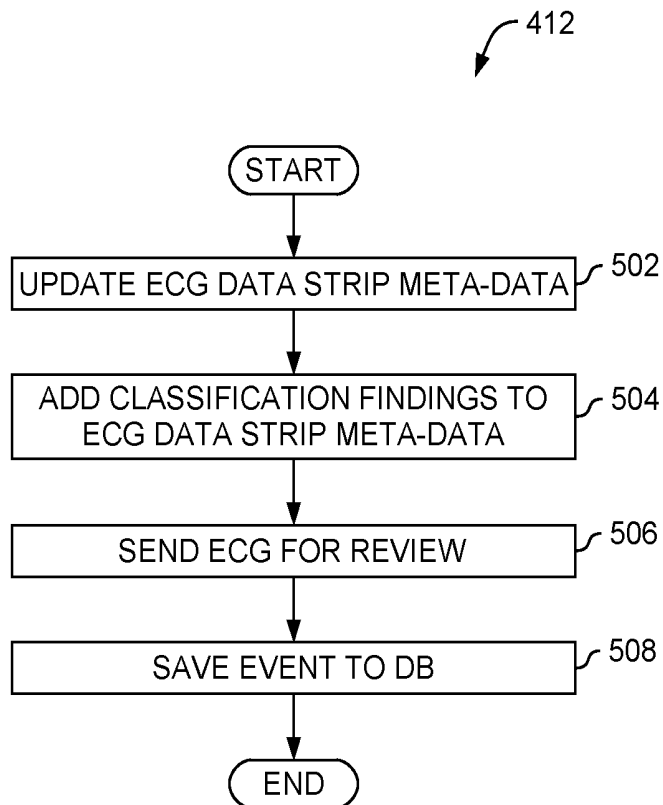 412
START
UPDATE ECG DATA STRIP META-DATA
502
ADD CLASSIFICATION FINDINGS TO
ECG DATA STRIP META-DATA
504
SEND ECG FOR REVIEW
506
SAVE EVENT TO DB
508
END